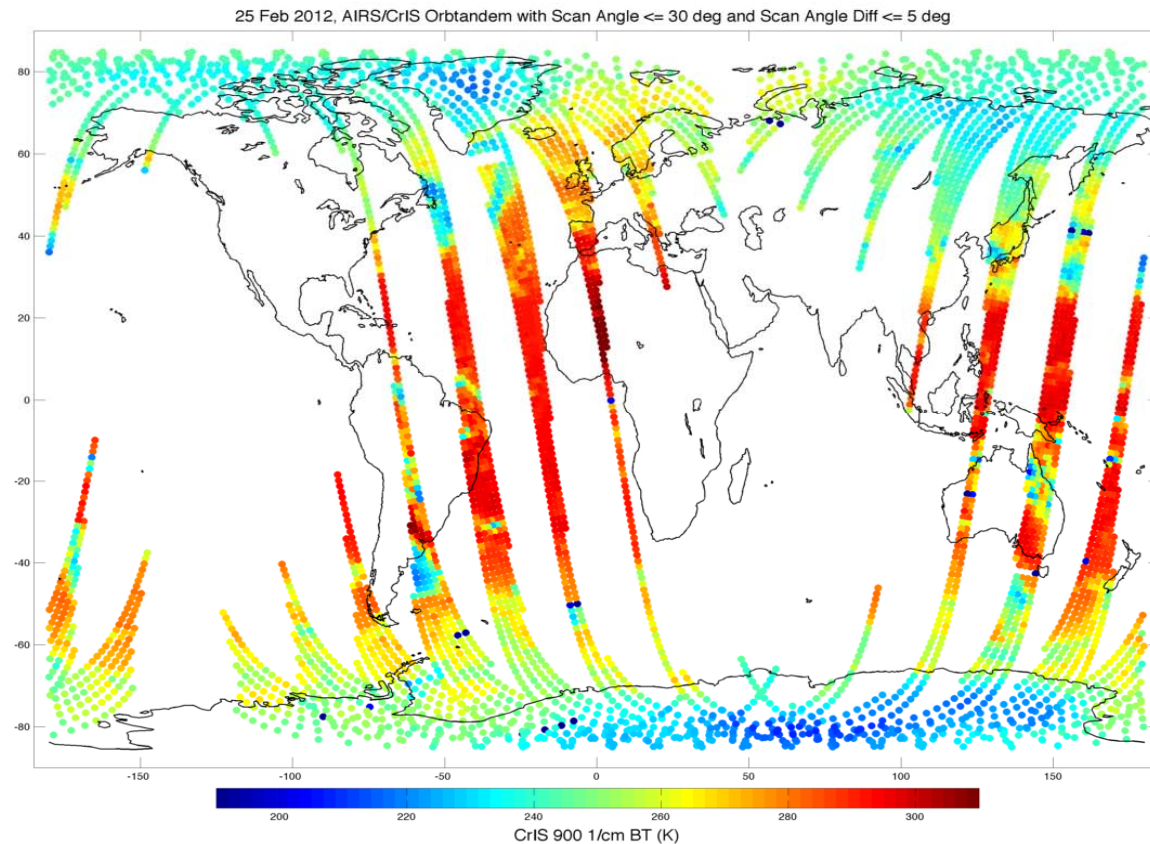 25 Feb 2012, AIRS/CrIS Orbtandem with Scan Angle <= 30 deg and Scan Angle Diff <= 5 deg
80
60
40
20
0
-20
-40
-60
-80
-150 -100 -50 0 50 100 150
200 220 240 260 280 300
CrIS 900 1/cm BT (K)